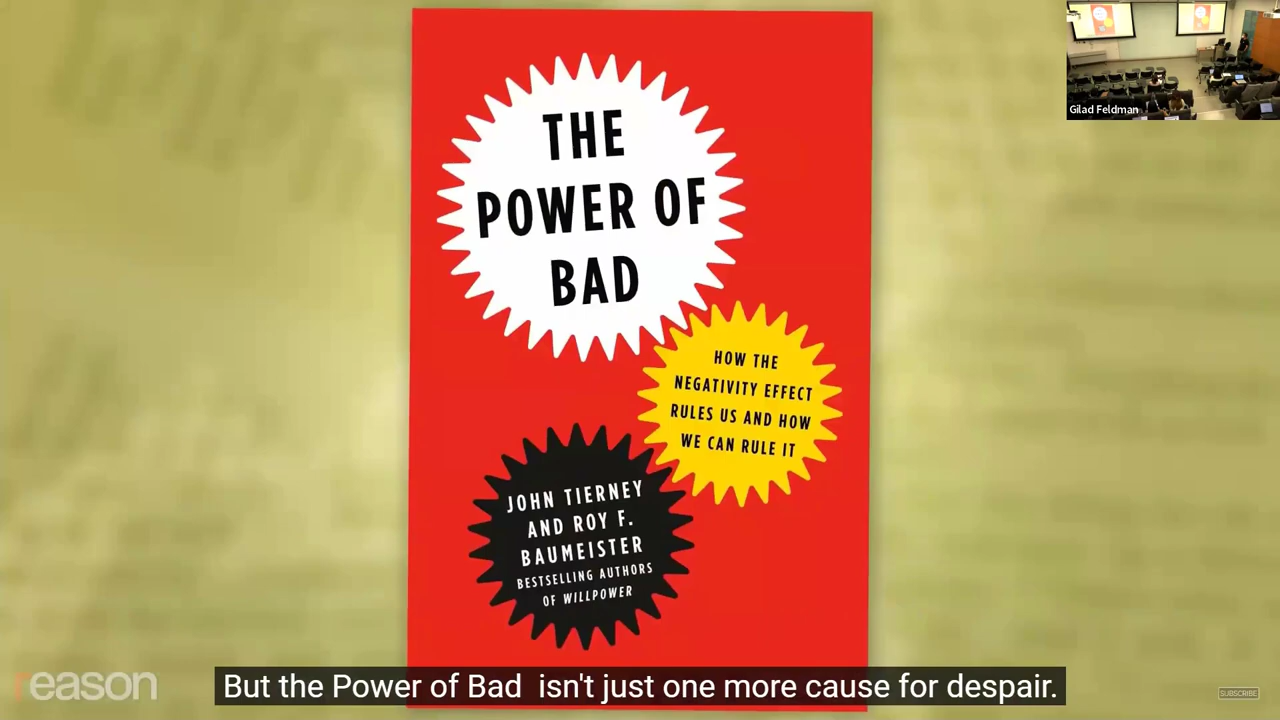 THE
POWER OF
BAD
HOW THE
NEGATIVITY EFFECT
RULES US AND HOW
WE CAN RULE IT
JOHN TIERNEY
AND ROY F.
BAUMEISTER
BESTSELLING AUTHORS
OF WILLPOWER
Gilad Feldman
reason
But the Power of Bad  isn't just one more cause for despair.
SUBSCRIBE